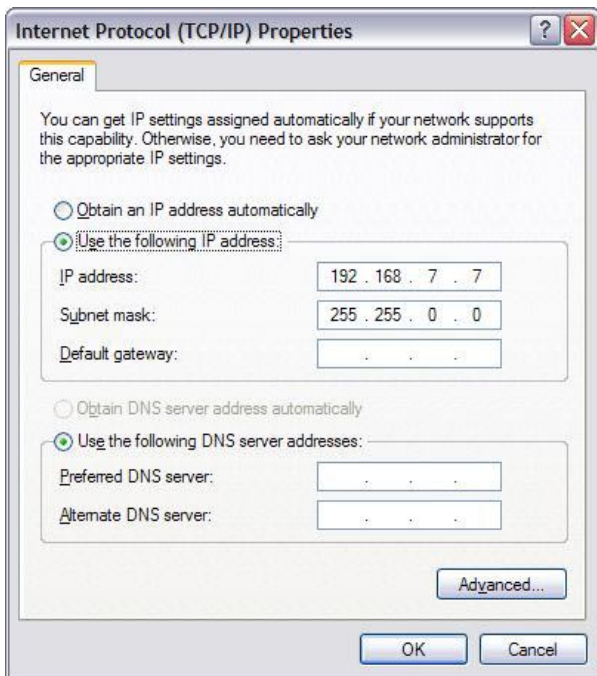 Internet Protocol (TCP/IP) Properties
General
You can get IP settings assigned automatically if your network supports
this capability. Otherwise, you need to ask your network administrator for
the appropriate IP settings.
Obtain an IP address automatically
Use the following IP address:
IP address: 192 . 168 . 7 . 7
Subnet mask: 255 . 255 . 0 . 0
Default gateway: . . .
Obtain DNS server address automatically
Use the following DNS server addresses:
Preferred DNS server: . . .
Alternate DNS server: . . .
Advanced...
OK Cancel